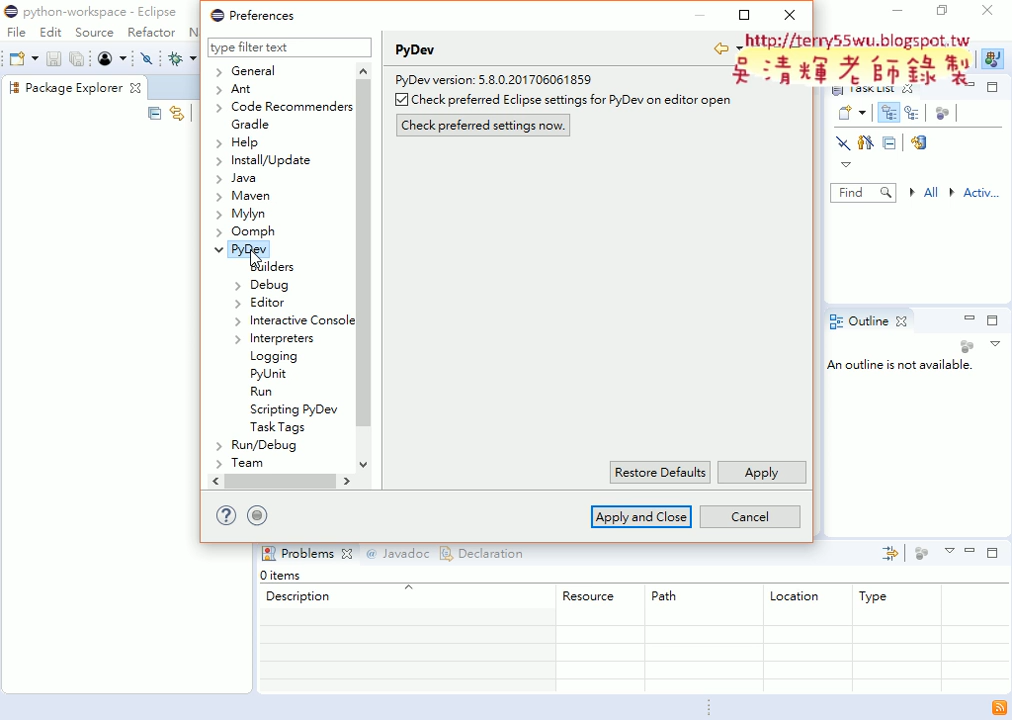 python-workspace - Eclipse
File Edit Source Refactor N
Package Explorer
Preferences
type filter text
General
Ant
Code Recommenders
Gradle
Help
Install/Update
Java
Maven
Mylyn
Oomph
PyDev
Builders
Debug
Editor
Interactive Console
Interpreters
Logging
PyUnit
Run
Scripting PyDev
Task Tags
Run/Debug
Team
PyDev
PyDev version: 5.8.0.201706061859
Check preferred Eclipse settings for PyDev on editor open
Check preferred settings now.
Restore Defaults Apply
Apply and Close Cancel
http://terry55wu.blogspot.tw
吳清輝老師錄製
Task List
Find All Activ...
Outline
An outline is not available.
Problems Javadoc Declaration
0 items
Description Resource Path Location Type